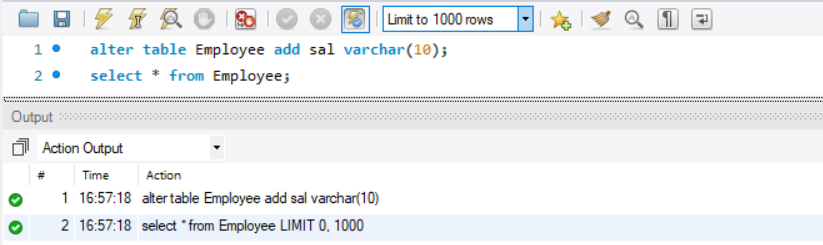 Limit to 1000 rows
1 alter table Employee add sal varchar(10);
2 select * from Employee;
Output
Action Output
# Time Action
1 16:57:18 alter table Employee add sal varchar(10)
2 16:57:18 select * from Employee LIMIT 0, 1000